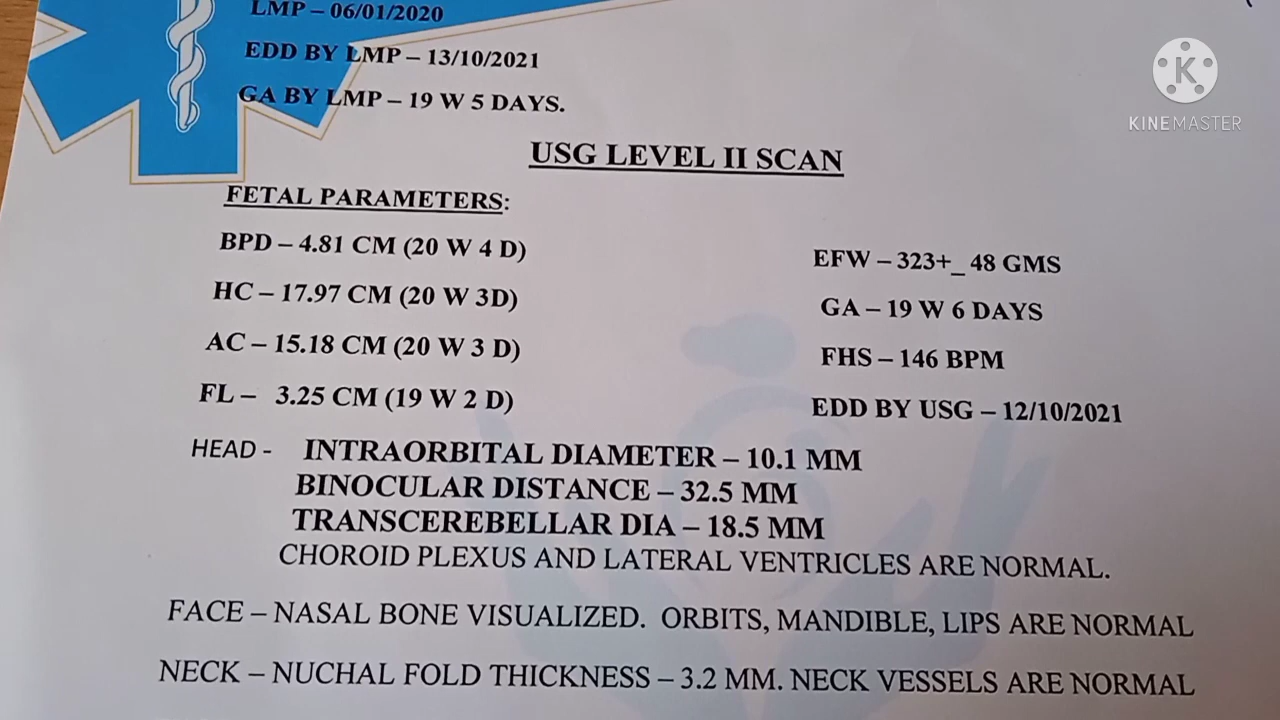 LMP – 06/01/2020
EDD BY LMP – 13/10/2021
GA BY LMP – 19 W 5 DAYS.
KINEMASTER
USG LEVEL II SCAN
FETAL PARAMETERS:
BPD – 4.81 CM (20 W 4 D)
HC – 17.97 CM (20 W 3D)
AC – 15.18 CM (20 W 3 D)
FL – 3.25 CM (19 W 2 D)
EFW – 323+_ 48 GMS
GA – 19 W 6 DAYS
FHS – 146 BPM
EDD BY USG – 12/10/2021
HEAD - INTRAORBITAL DIAMETER – 10.1 MM
BINOCULAR DISTANCE – 32.5 MM
TRANSCEREBELLAR DIA – 18.5 MM
CHOROID PLEXUS AND LATERAL VENTRICLES ARE NORMAL.
FACE – NASAL BONE VISUALIZED. ORBITS, MANDIBLE, LIPS ARE NORMAL
NECK – NUCHAL FOLD THICKNESS – 3.2 MM. NECK VESSELS ARE NORMAL